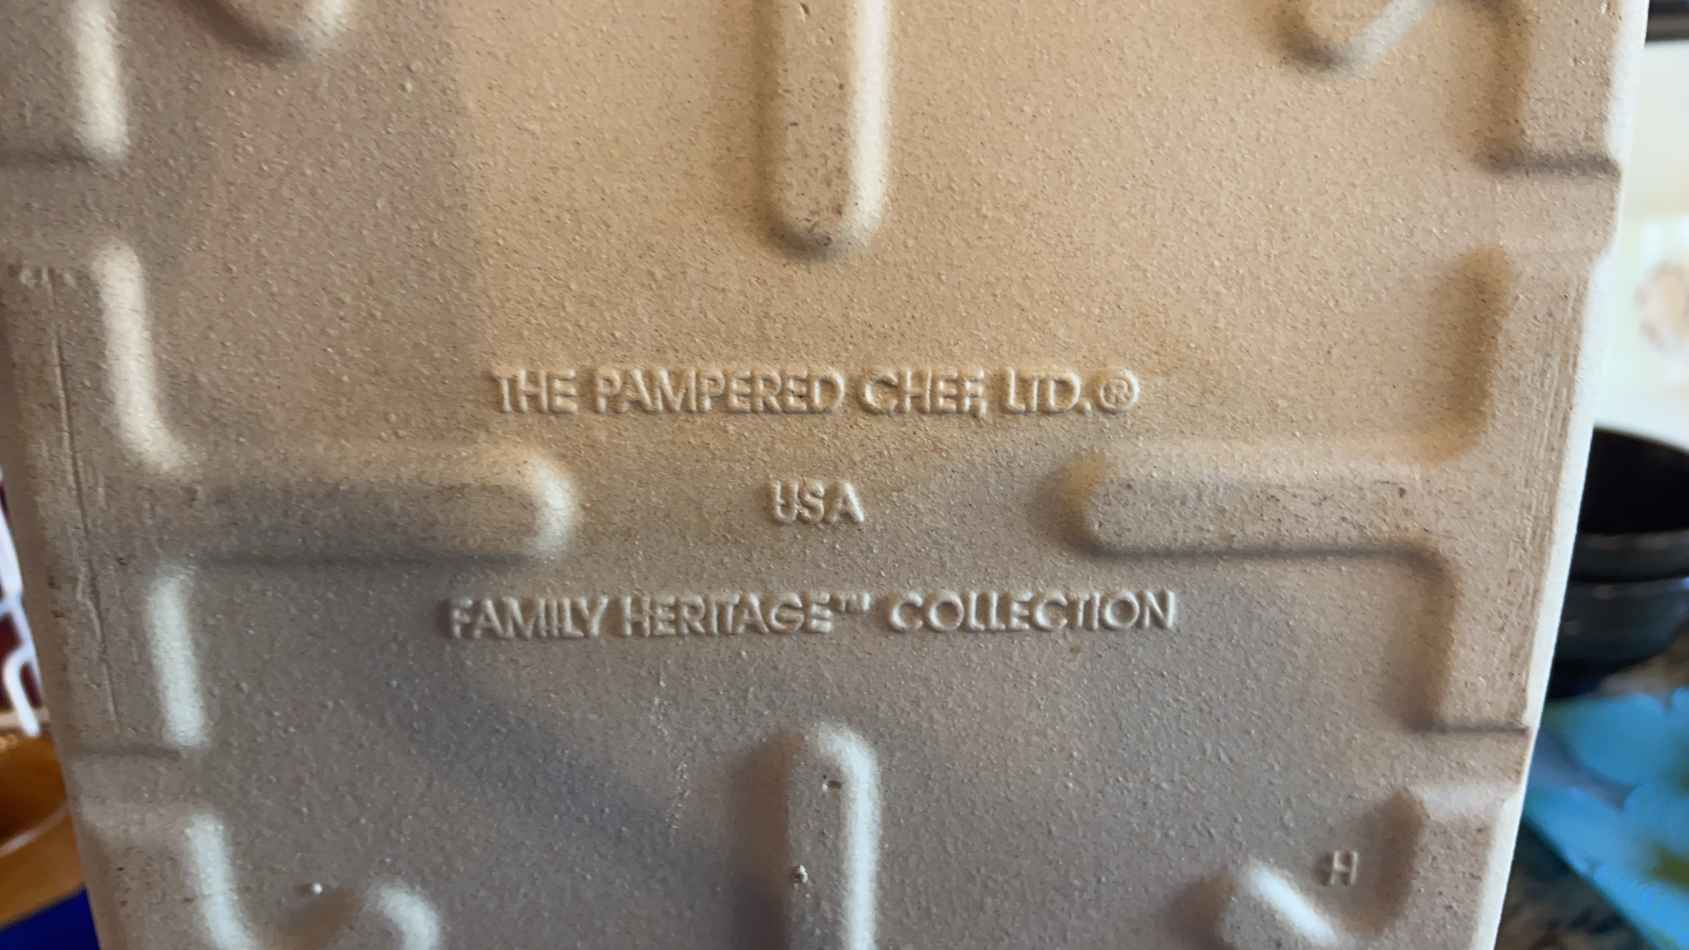 THE PAMPERED CHEF, LTD.®
USA
FAMILY HERITAGE™ COLLECTION
H